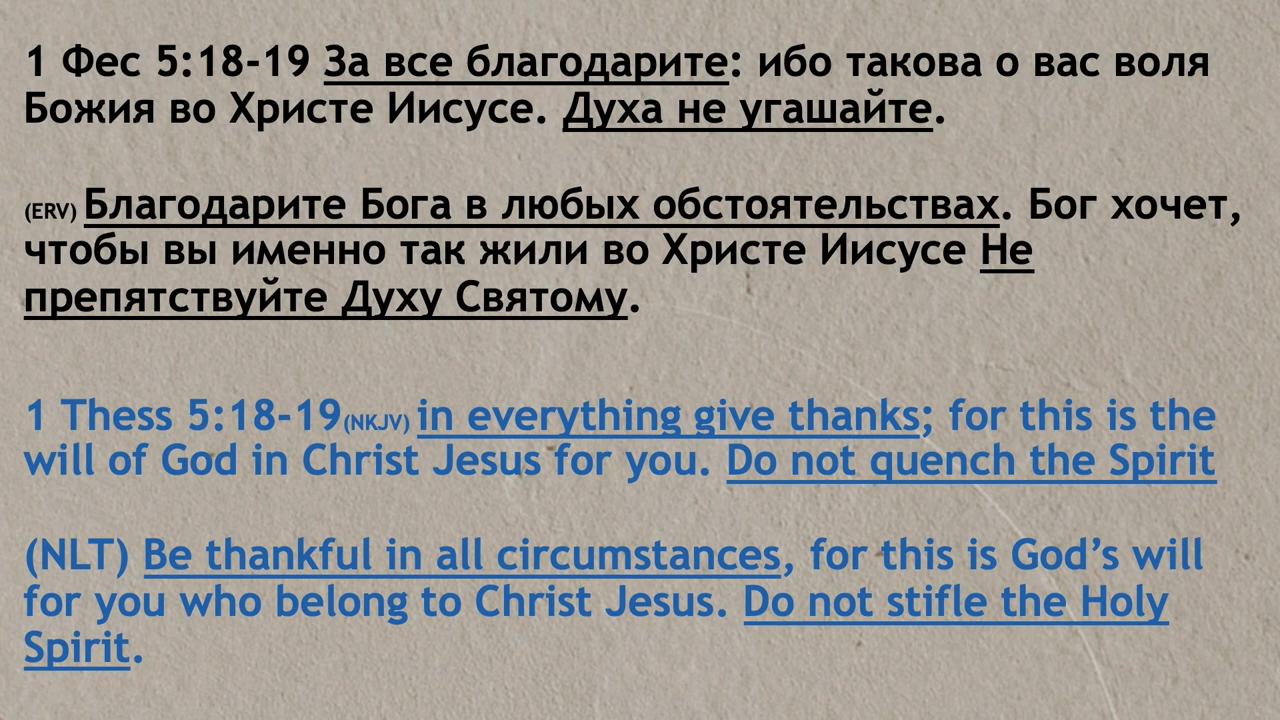 1 Фес 5:18-19 За все благодарите: ибо такова о вас воля
Божия во Христе Иисусе. Духа не угашайте.
(ERV) Благодарите Бога в любых обстоятельствах. Бог хочет,
чтобы вы именно так жили во Христе Иисусе Не
препятствуйте Духу Святому.
1 Thess 5:18-19(NKJV) in everything give thanks; for this is the
will of God in Christ Jesus for you. Do not quench the Spirit
(NLT) Be thankful in all circumstances, for this is God’s will
for you who belong to Christ Jesus. Do not stifle the Holy
Spirit.